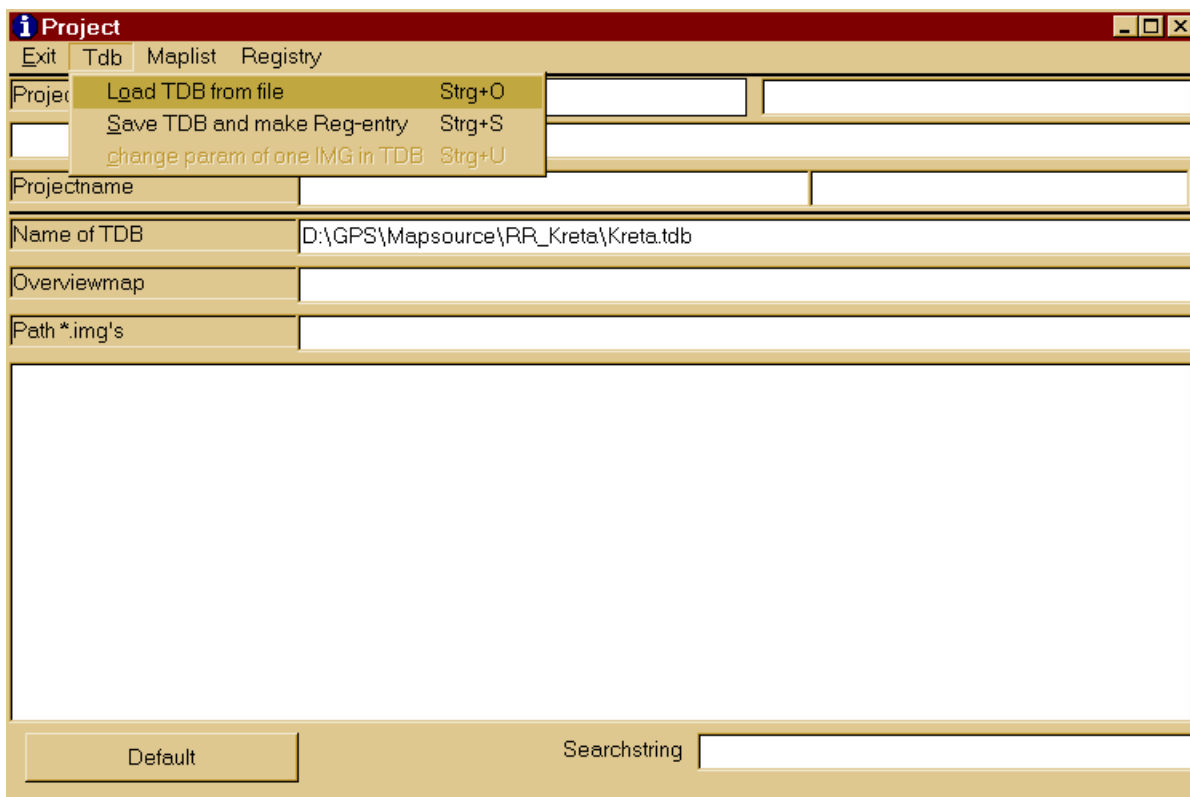 Project
Exit Tdb Maplist Registry
Load TDB from file Strg+O
Save TDB and make Reg-entry Strg+S
change param of one IMG in TDB Strg+U
Projectname
Name of TDB D:\GPS\Mapsource\RR_Kreta\Kreta.tdb
Overviewmap
Path *.img's
Default Searchstring